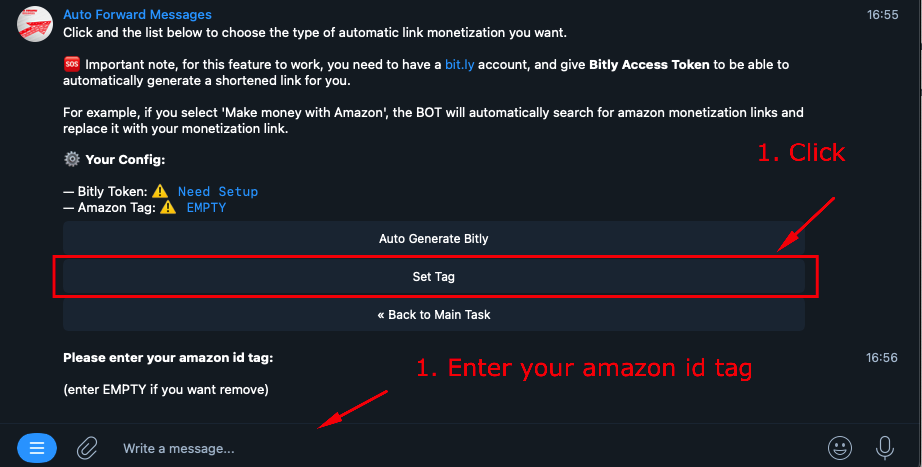 Auto Forward Messages
16:55
Click and the list below to choose the type of automatic link monetization you want.
🆘 Important note, for this feature to work, you need to have a bit.ly account, and give Bitly Access Token to be able to
automatically generate a shortened link for you.
For example, if you select 'Make money with Amazon', the BOT will automatically search for amazon monetization links and
replace it with your monetization link.
1. Click
⚙️ Your Config:
— Bitly Token: ⚠️ Need Setup
— Amazon Tag: ⚠️ EMPTY
Auto Generate Bitly
Set Tag
« Back to Main Task
Please enter your amazon id tag:
16:56
1. Enter your amazon id tag
(enter EMPTY if you want remove)
Write a message...